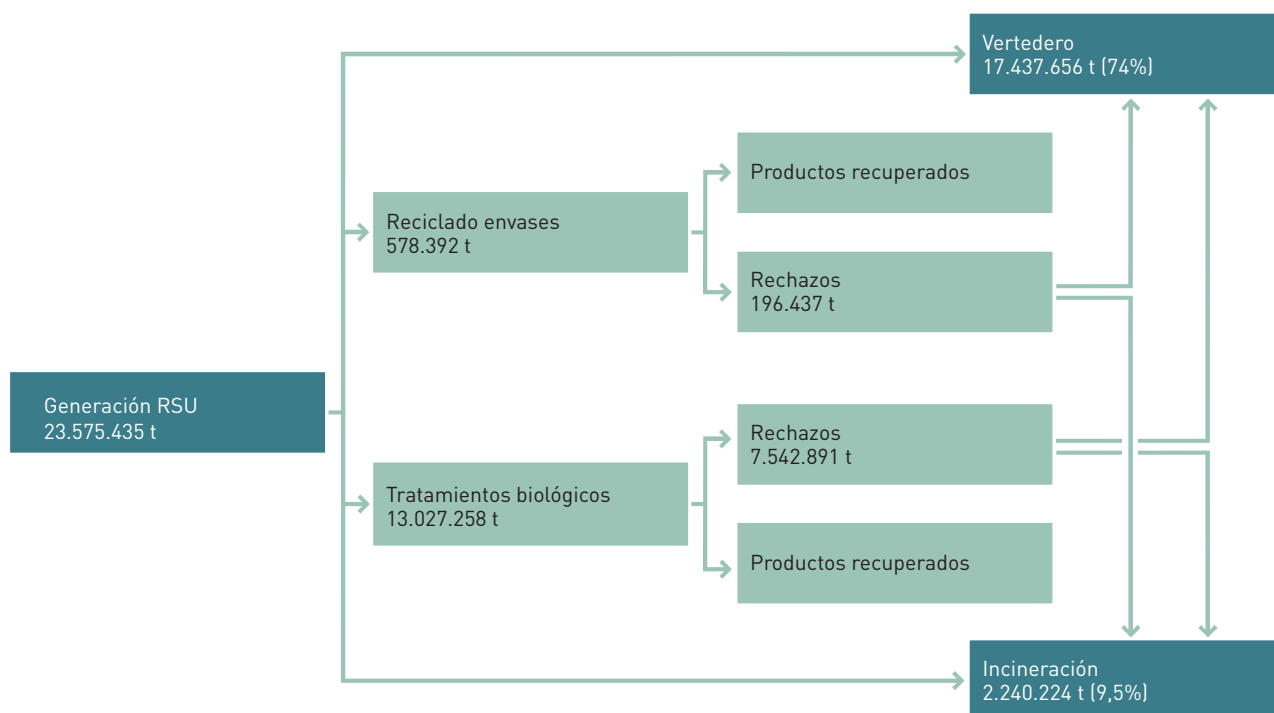 Vertedero
17.437.656 t (74%)
Productos recuperados
Reciclado envases
578.392 t
Rechazos
196.437 t
Generación RSU
23.575.435 t
Rechazos
7.542.891 t
Tratamientos biológicos
13.027.258 t
Productos recuperados
Incineración
2.240.224 t (9,5%)